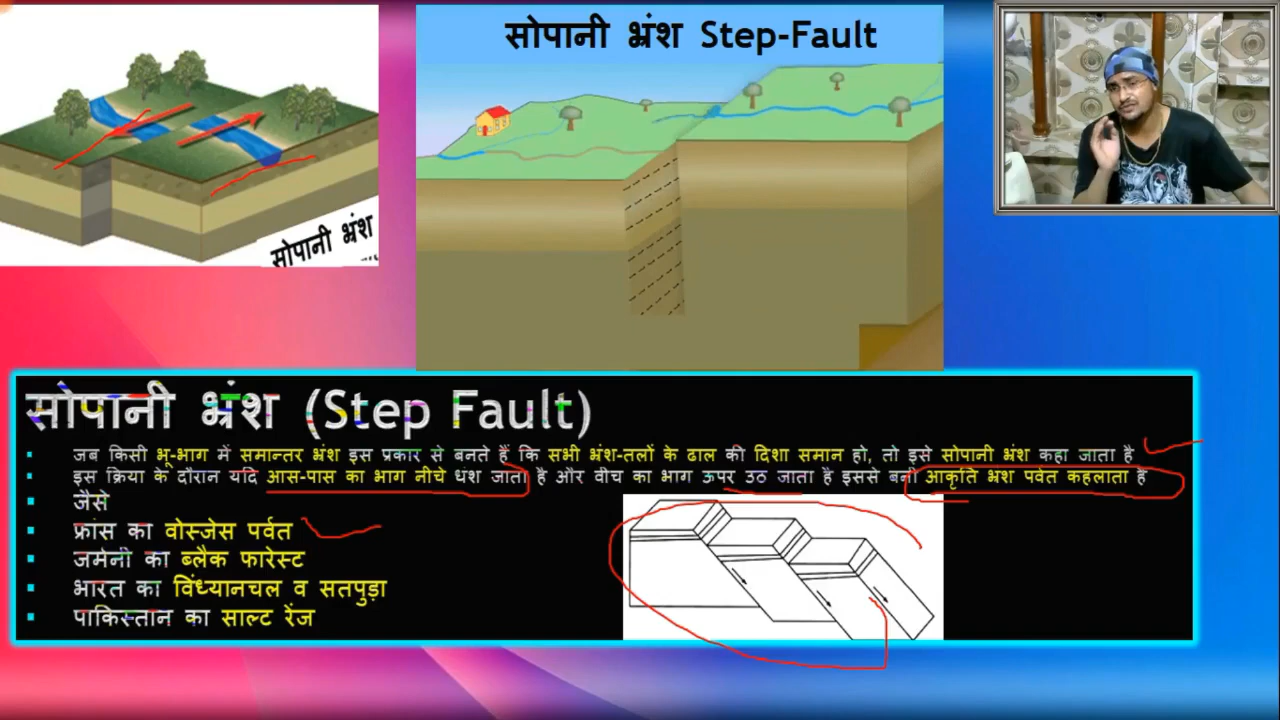 सोपानी भ्रंश Step-Fault
सोपानी भ्रंश
सोपानी भ्रंश (Step Fault)
जब किसी भू-भाग में समान्तर भ्रंश इस प्रकार से बनते हैं कि सभी भ्रंश-तलों के ढाल की दिशा समान हो, तो इसे सोपानी भ्रंश कहा जाता है
इस क्रिया के दौरान यदि आस-पास का भाग नीचे धंश जाता है और वीच का भाग ऊपर उठ जाता है इससे बनी आकृति भ्रश पर्वत कहलाता है
जैसे
फ्रांस का वोस्जेस पर्वत
जर्मनी का ब्लैक फारेस्ट
भारत का विंध्यानचल व सतपुड़ा
पाकिस्तान का साल्ट रेंज